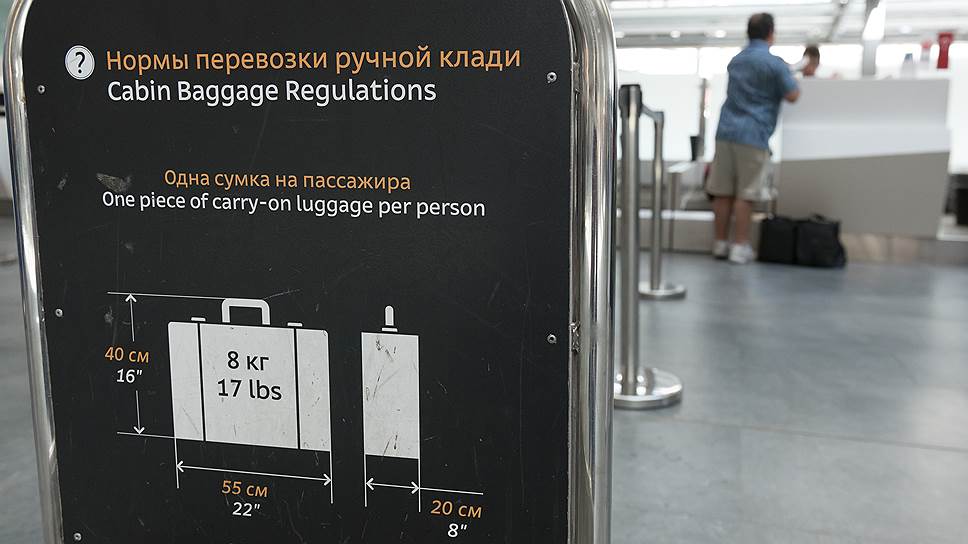 ?
Нормы перевозки ручной клади
Cabin Baggage Regulations
Одна сумка на пассажира
One piece of carry-on luggage per person
40 см
16"
8 кг
17 lbs
55 см
22"
20 см
8"